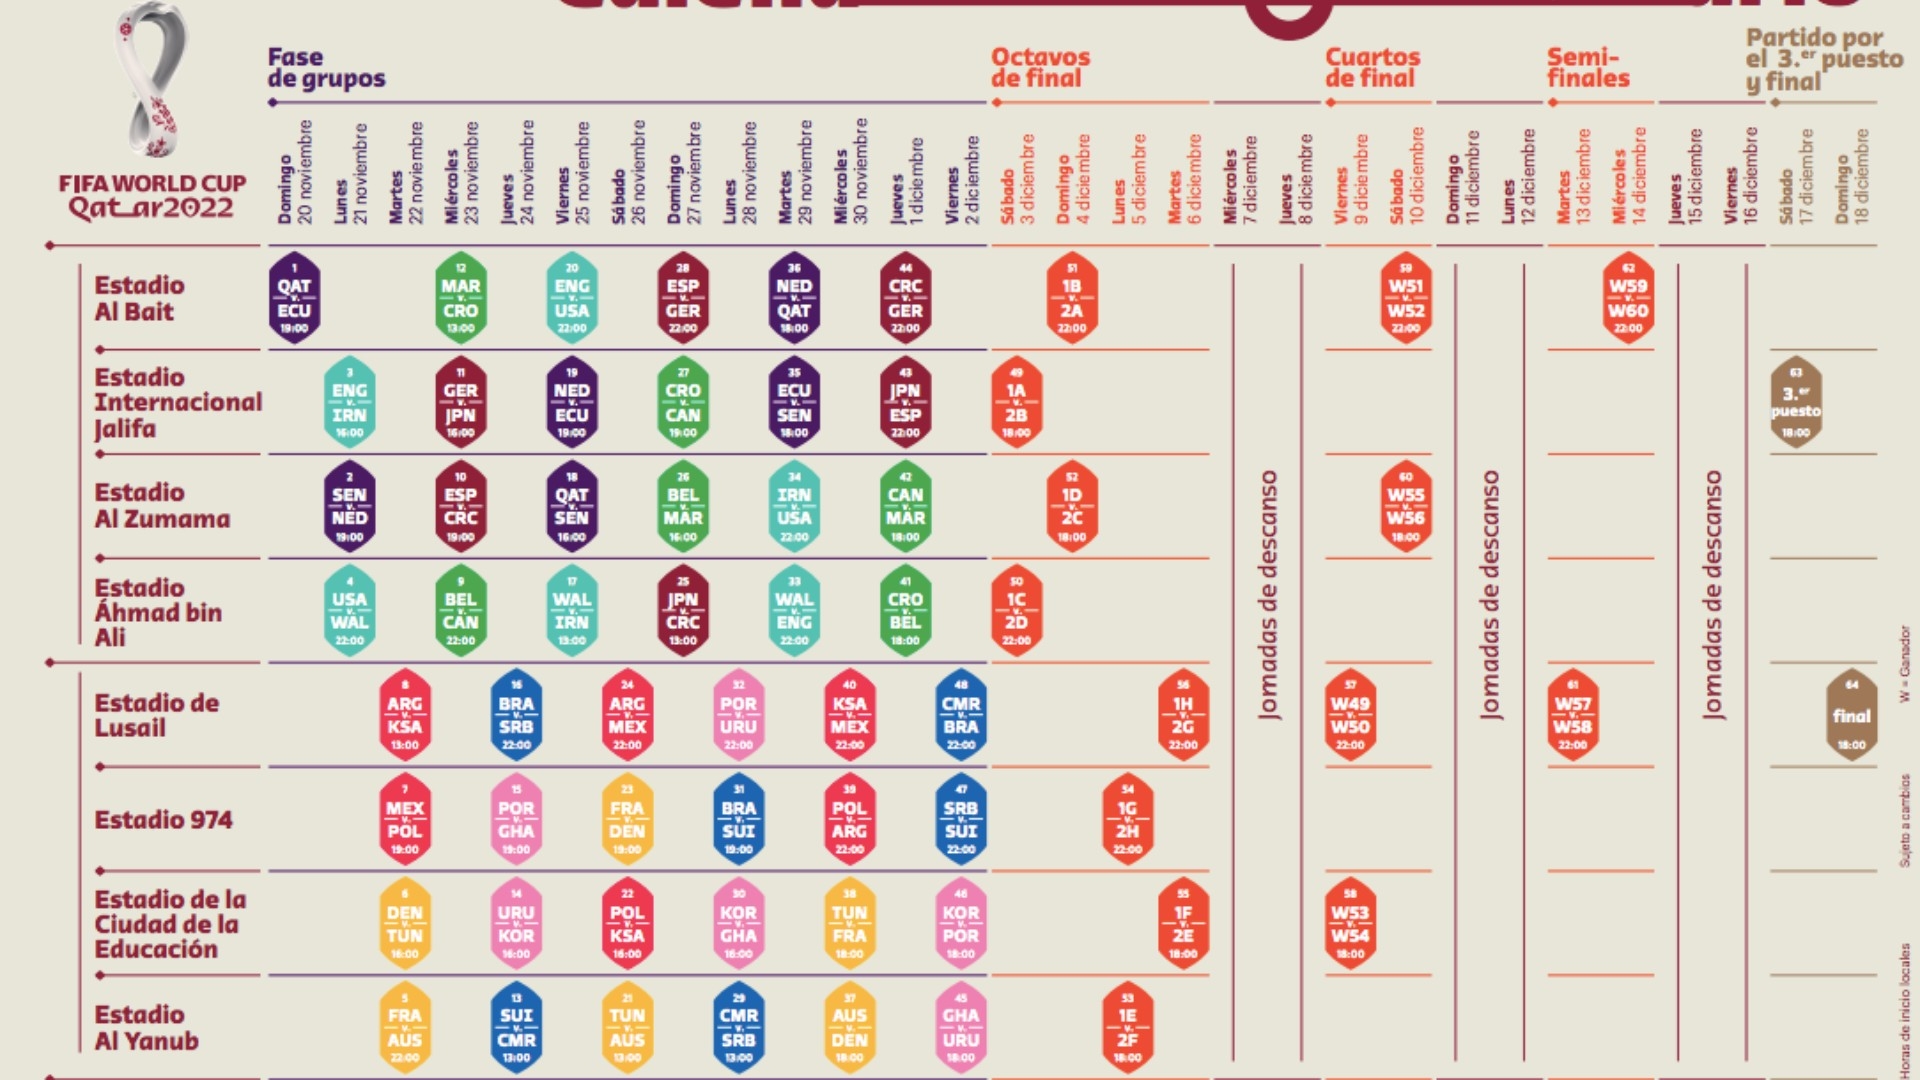 Fase
de grupos
Octavos
de final
Cuartos
de final
Semi-
finales
Partido por
el 3.er puesto
y final
FIFA WORLD CUP
Qatar2022
Domingo
20 noviembre
Lunes
21 noviembre
Martes
22 noviembre
Miércoles
23 noviembre
Jueves
24 noviembre
Viernes
25 noviembre
Sábado
26 noviembre
Domingo
27 noviembre
Lunes
28 noviembre
Martes
29 noviembre
Miércoles
30 noviembre
Jueves
1 diciembre
Viernes
2 diciembre
Sábado
3 diciembre
Domingo
4 diciembre
Lunes
5 diciembre
Martes
6 diciembre
Miércoles
7 diciembre
Jueves
8 diciembre
Viernes
9 diciembre
Sábado
10 diciembre
Domingo
11 diciembre
Lunes
12 diciembre
Martes
13 diciembre
Miércoles
14 diciembre
Jueves
15 diciembre
Viernes
16 diciembre
Sábado
17 diciembre
Domingo
18 diciembre
Estadio
Al Bait
1
QAT
v.
ECU
19:00
12
MAR
v.
CRO
13:00
20
ENG
v.
USA
22:00
28
ESP
v.
GER
22:00
36
NED
v.
QAT
18:00
44
CRC
v.
GER
22:00
51
1B
v.
2A
22:00
59
W51
v.
W52
22:00
62
W59
v.
W60
22:00
Estadio
Internacional
Jalifa
3
ENG
v.
IRN
16:00
11
GER
v.
JPN
16:00
19
NED
v.
ECU
19:00
27
CRO
v.
CAN
19:00
35
ECU
v.
SEN
18:00
43
JPN
v.
ESP
22:00
49
1A
v.
2B
18:00
63
3.er
puesto
18:00
Estadio
Al Zumama
2
SEN
v.
NED
19:00
10
ESP
v.
CRC
19:00
18
QAT
v.
SEN
16:00
26
BEL
v.
MAR
16:00
34
IRN
v.
USA
22:00
42
CAN
v.
MAR
18:00
52
1D
v.
2C
18:00
60
W55
v.
W56
18:00
Estadio
Áhmad bin
Ali
4
USA
v.
WAL
22:00
9
BEL
v.
CAN
22:00
17
WAL
v.
IRN
13:00
25
JPN
v.
CRC
13:00
33
WAL
v.
ENG
22:00
41
CRO
v.
BEL
18:00
50
1C
v.
2D
22:00
Estadio de
Lusail
8
ARG
v.
KSA
13:00
16
BRA
v.
SRB
22:00
24
ARG
v.
MEX
22:00
32
POR
v.
URU
22:00
40
KSA
v.
MEX
22:00
48
CMR
v.
BRA
22:00
56
1H
v.
2G
22:00
57
W49
v.
W50
22:00
61
W57
v.
W58
22:00
64
final
18:00
Estadio 974
7
MEX
v.
POL
19:00
15
POR
v.
GHA
19:00
23
FRA
v.
DEN
19:00
31
BRA
v.
SUI
19:00
39
POL
v.
ARG
22:00
47
SRB
v.
SUI
22:00
54
1G
v.
2H
22:00
Estadio de la
Ciudad de la
Educación
6
DEN
v.
TUN
16:00
14
URU
v.
KOR
16:00
22
POL
v.
KSA
16:00
30
KOR
v.
GHA
16:00
38
TUN
v.
FRA
18:00
46
KOR
v.
POR
18:00
55
1F
v.
2E
18:00
58
W53
v.
W54
18:00
Estadio
Al Yanub
5
FRA
v.
AUS
22:00
13
SUI
v.
CMR
13:00
21
TUN
v.
AUS
13:00
29
CMR
v.
SRB
13:00
37
AUS
v.
DEN
18:00
45
GHA
v.
URU
18:00
53
1E
v.
2F
18:00
Jornadas de descanso
Jornadas de descanso
Jornadas de descanso
W = Ganador
Sujeto a cambios
Horas de inicio locales